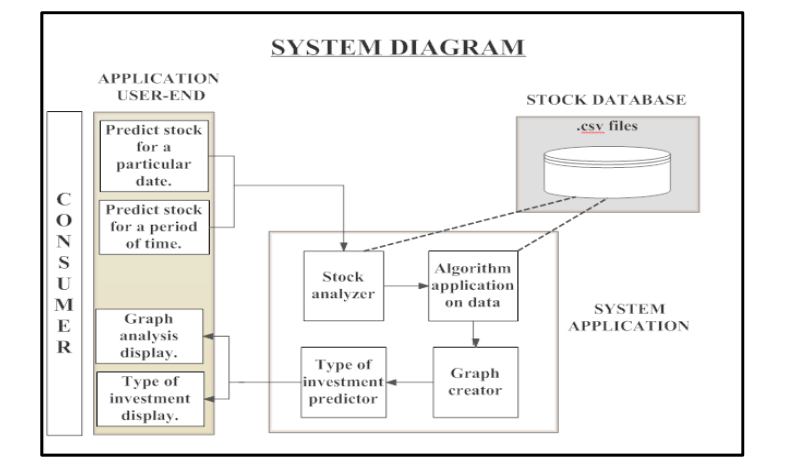 SYSTEM DIAGRAM
APPLICATION
USER-END
STOCK DATABASE
.csv files
CONSUMER
Predict stock
for a
particular
date.
Predict stock
for a period
of time.
Graph
analysis
display.
Type of
investment
display.
Stock
analyzer
Algorithm
application
on data
Type of
investment
predictor
Graph
creator
SYSTEM
APPLICATION